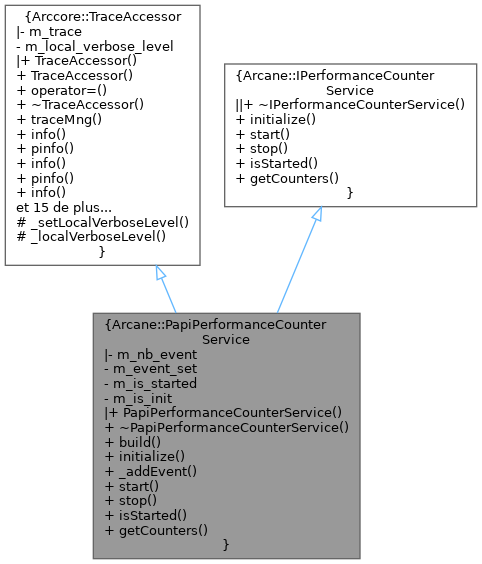 {Arccore::TraceAccessor
|- m_trace
- m_local_verbose_level
|+ TraceAccessor()
+ TraceAccessor()
+ operator=()
+ ~TraceAccessor()
+ traceMng()
+ info()
+ pinfo()
+ info()
+ pinfo()
+ info()
et 15 de plus...
# _setLocalVerboseLevel()
# _localVerboseLevel()
}
{Arcane::IPerformanceCounter
Service
||+ ~IPerformanceCounterService()
+ initialize()
+ start()
+ stop()
+ isStarted()
+ getCounters()
}
{Arcane::PapiPerformanceCounter
Service
|- m_nb_event
- m_event_set
- m_is_started
- m_is_init
|+ PapiPerformanceCounterService()
+ ~PapiPerformanceCounterService()
+ build()
+ initialize()
+ _addEvent()
+ start()
+ stop()
+ isStarted()
+ getCounters()
}